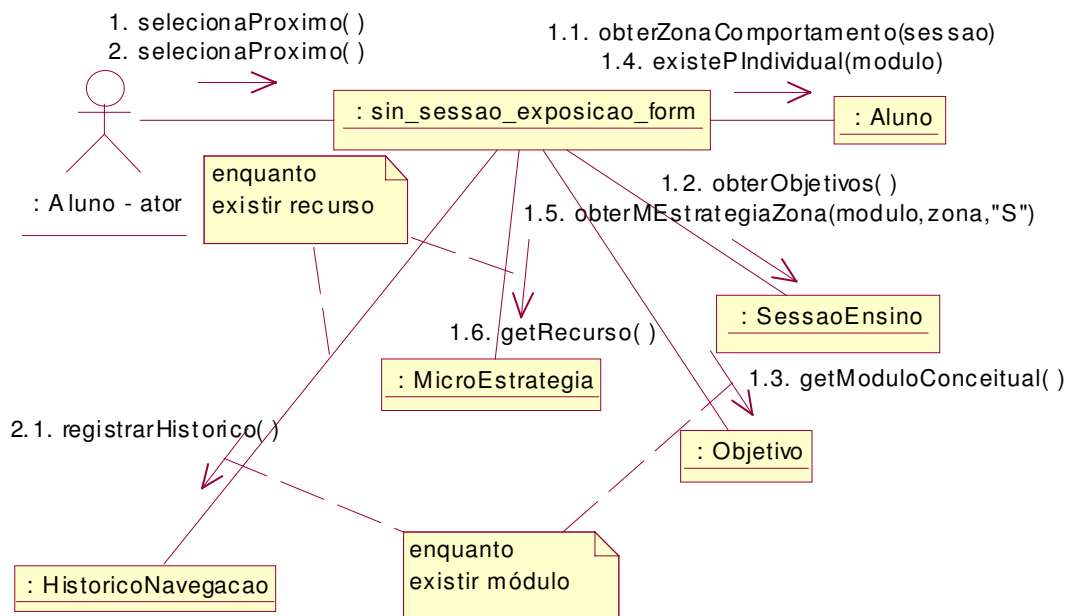 1. selecionaProximo( )
2. selecionaProximo( )
1.1. obterZonaComportamento(sessao)
1.4. existePIndividual(modulo)
: sin_sessao_exposicao_form
: Aluno
: Aluno - ator
enquanto
existir recurso
1.2. obterObjetivos( )
1.5. obterMEstrategiaZona(modulo,zona,"S")
: SessaoEnsino
1.6. getRecurso( )
: MicroEstrategia
1.3. getModuloConceitual( )
2.1. registrarHistorico( )
: Objetivo
enquanto
existir módulo
: HistoricoNavegacao